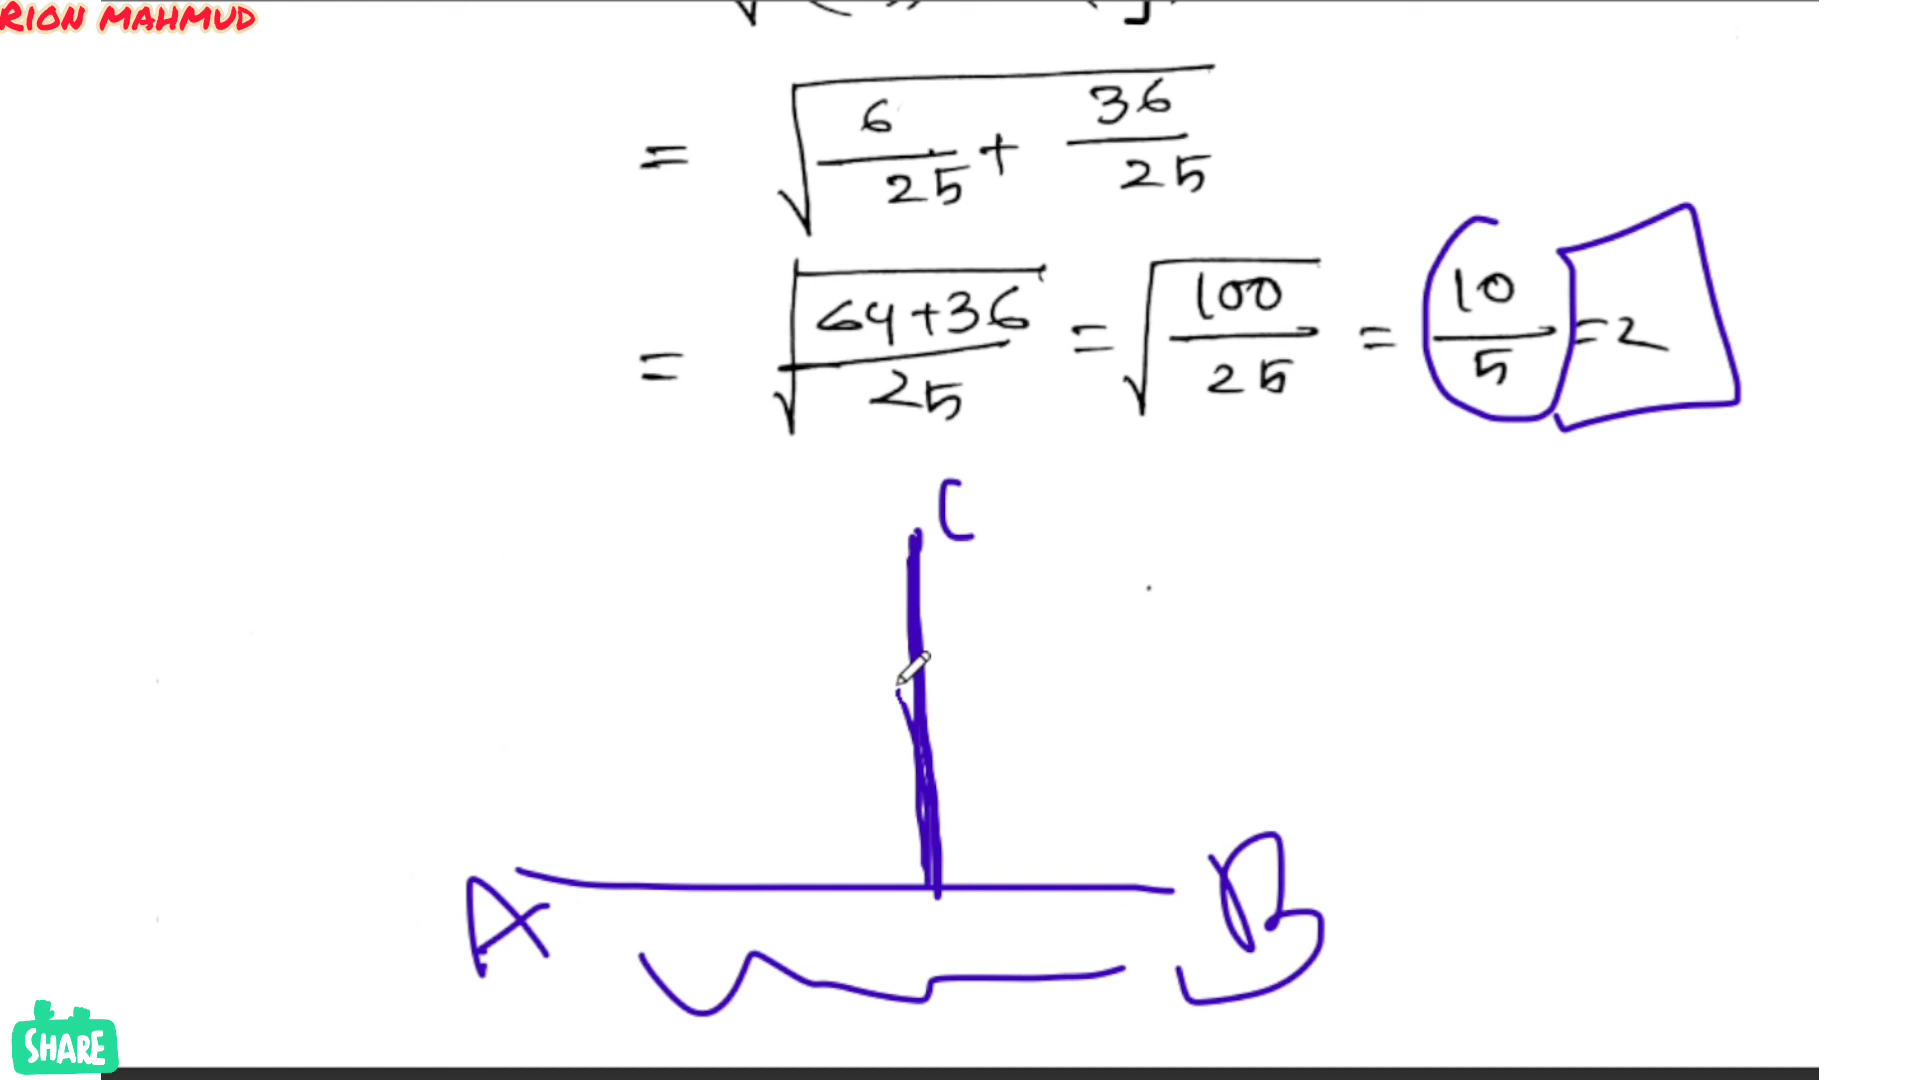 RION MAHMUD
= √(6/25 + 36/25)
= √((64+36)/25) = √(100/25) = 10/5 = 2
C
A B
SHARE